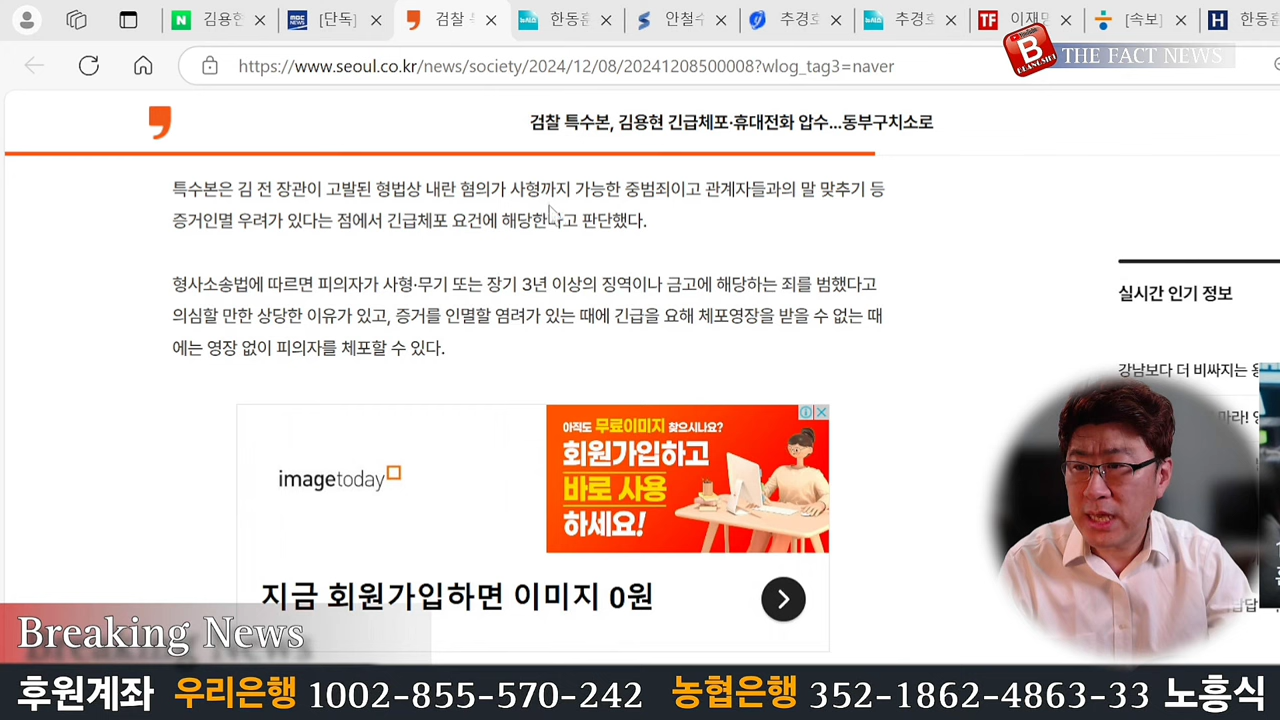 김용현
[단독]
검찰
한동훈
안철수
추경호
추경호
이재명
[속보]
한동훈
https://www.seoul.co.kr/news/society/2024/12/08/20241208500008?wlog_tag3=naver
B
THE FACT NEWS
검찰 특수본, 김용현 긴급체포·휴대전화 압수...동부구치소로
특수본은 김 전 장관이 고발된 형법상 내란 혐의가 사형까지 가능한 중범죄이고 관계자들과의 말 맞추기 등
증거인멸 우려가 있다는 점에서 긴급체포 요건에 해당한다고 판단했다.
형사소송법에 따르면 피의자가 사형·무기 또는 장기 3년 이상의 징역이나 금고에 해당하는 죄를 범했다고
의심할 만한 상당한 이유가 있고, 증거를 인멸할 염려가 있는 때에 긴급을 요해 체포영장을 받을 수 없는 때
에는 영장 없이 피의자를 체포할 수 있다.
실시간 인기 정보
강남보다 더 비싸지는
imagetoday
아직도 무료이미지 찾으시나요?
회원가입하고
바로 사용
하세요!
지금 회원가입하면 이미지 0원
Breaking News
후원계좌 우리은행 1002-855-570-242 농협은행 352-1862-4863-33 노흥식